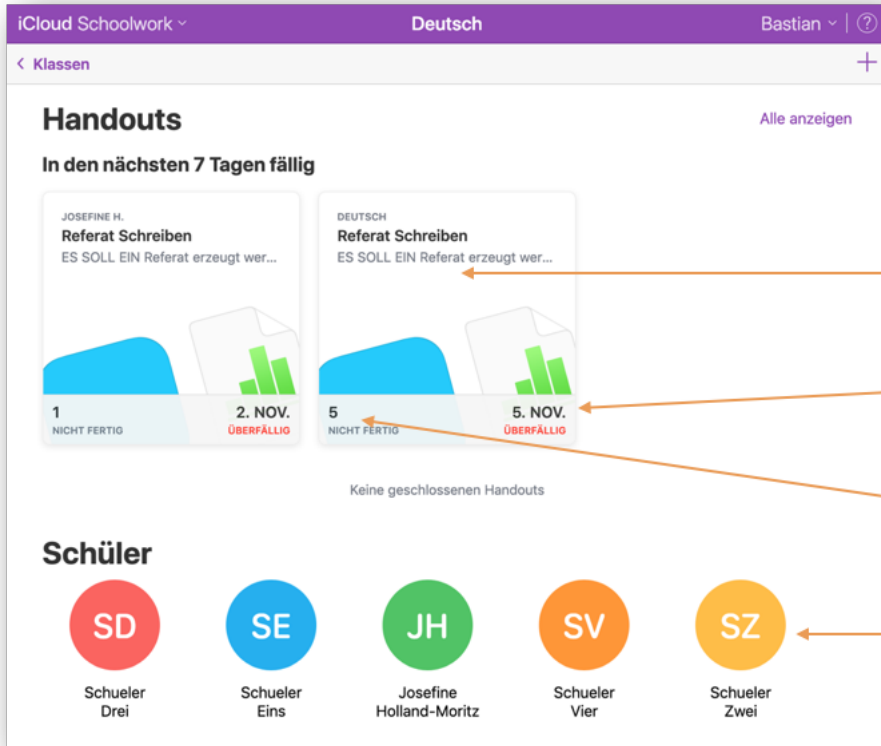 iCloud Schoolwork
Deutsch
Bastian
?
Klassen
Handouts
Alle anzeigen
In den nächsten 7 Tagen fällig
JOSEFINE H.
Referat Schreiben
ES SOLL EIN Referat erzeugt wer...
1
NICHT FERTIG
2. NOV.
ÜBERFÄLLIG
DEUTSCH
Referat Schreiben
ES SOLL EIN Referat erzeugt wer...
5
NICHT FERTIG
5. NOV.
ÜBERFÄLLIG
Keine geschlossenen Handouts
Schüler
SD
Schueler
Drei
SE
Schueler
Eins
JH
Josefine
Holland-Moritz
SV
Schueler
Vier
SZ
Schueler
Zwei